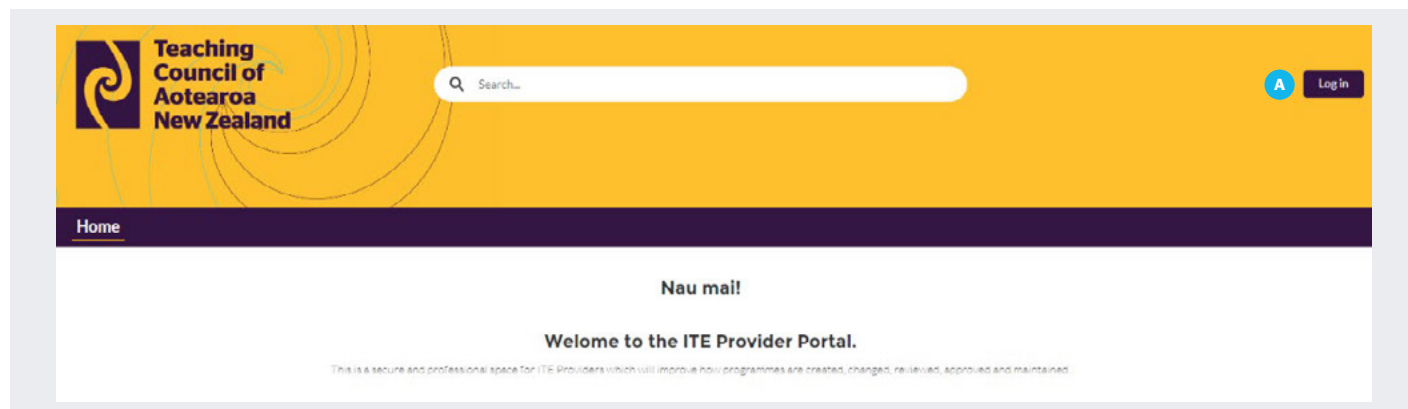 Teaching
Council of
Aotearoa
New Zealand
Search...
A
Log in
Home
Nau mai!
Welome to the ITE Provider Portal.
This is a secure and professional space for ITE Providers which will improve how programmes are created, changed, reviewed, approved and maintained